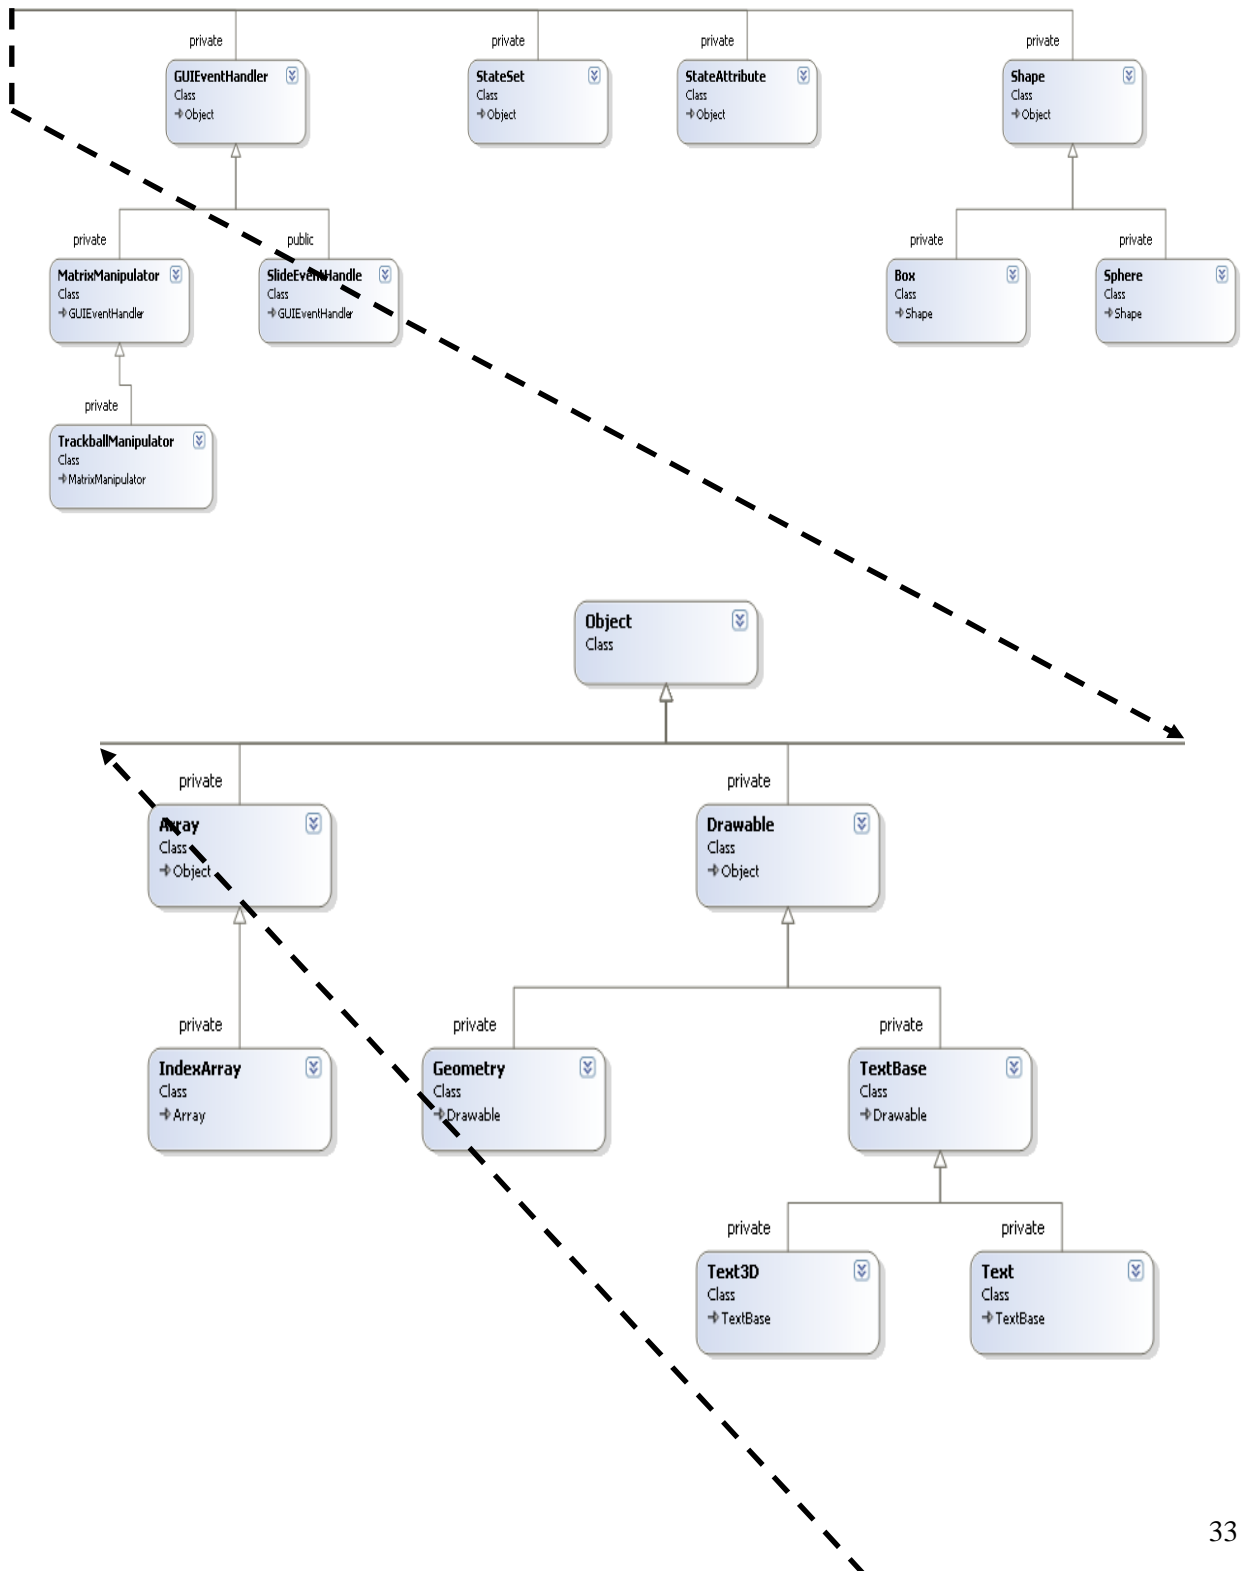 private
private
private
private
GUIEventHandler
Class
Object
StateSet
Class
Object
StateAttribute
Class
Object
Shape
Class
Object
private
public
private
private
MatrixManipulator
Class
GUIEventHandler
SlideEventHandle
Class
GUIEventHandler
Box
Class
Shape
Sphere
Class
Shape
private
TrackballManipulator
Class
MatrixManipulator
Object
Class
private
private
Array
Class
Object
Drawable
Class
Object
private
private
private
IndexArray
Class
Array
Geometry
Class
Drawable
TextBase
Class
Drawable
private
private
Text3D
Class
TextBase
Text
Class
TextBase
33